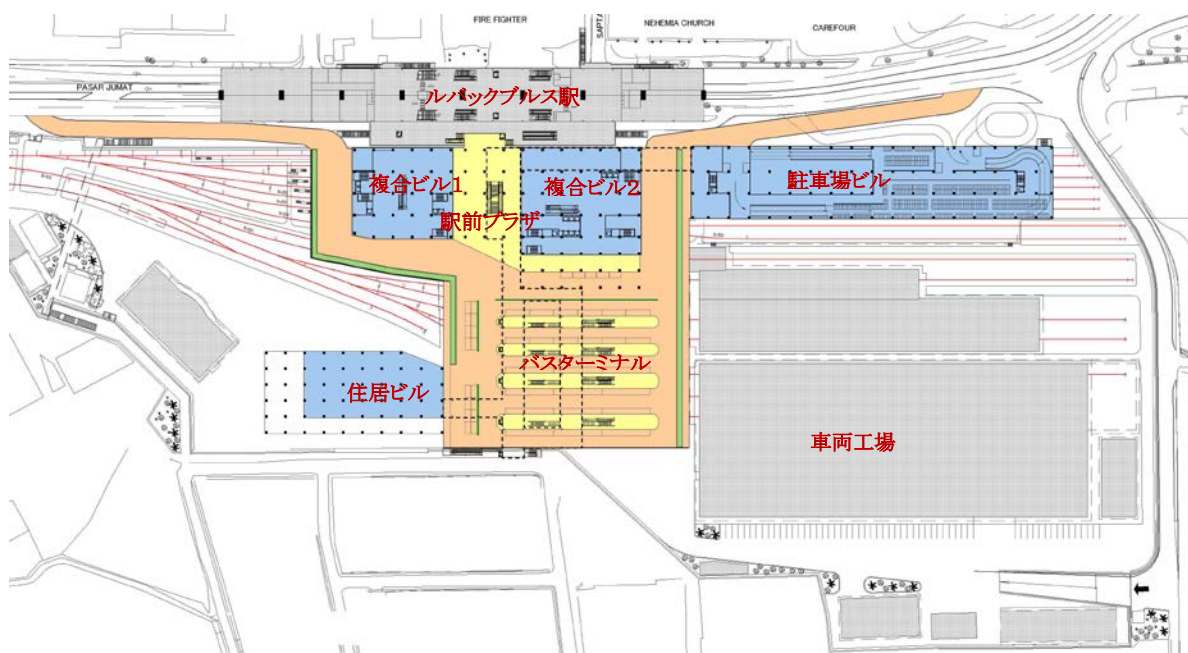 FIRE FIGHTER
SAPTA
NEHEMIA CHURCH
CAREFOUR
PASAR JUMAT
ルバックブルス駅
複合ビル1
複合ビル2
駐車場ビル
駅前プラザ
バスターミナル
住居ビル
車両工場